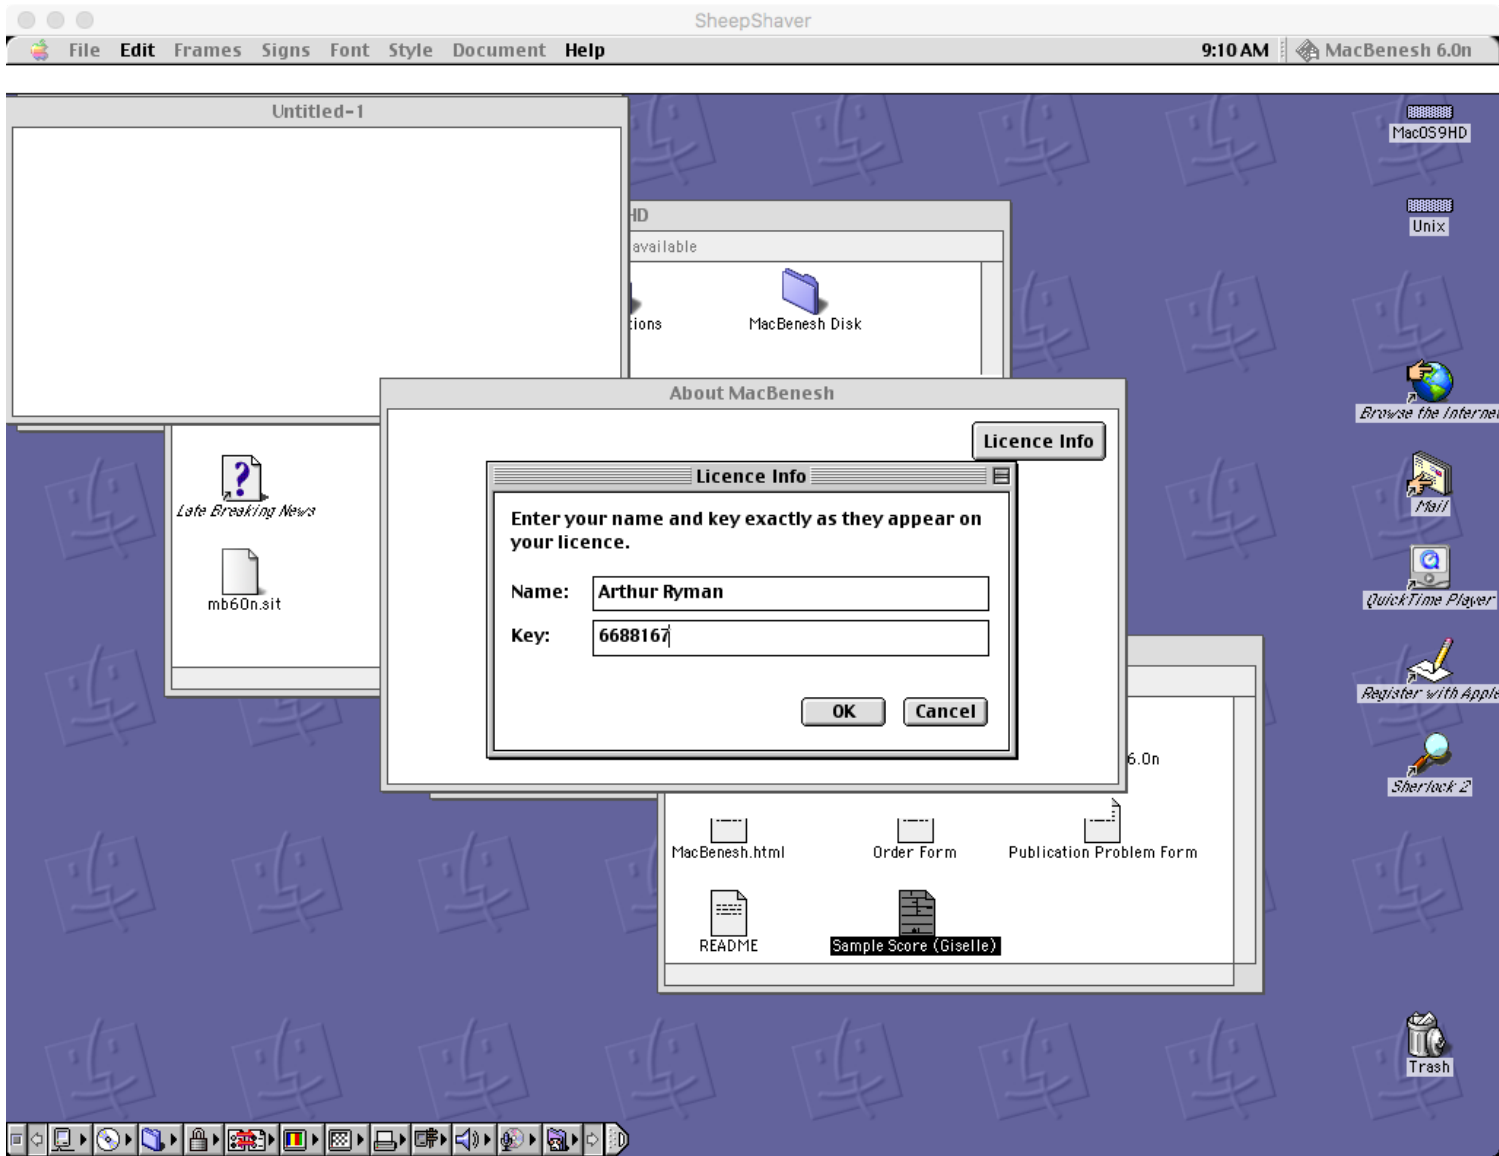 SheepShaver
File Edit Frames Signs Font Style Document Help
9:10 AM
MacBenesh 6.0n
Untitled-1
MacOS9HD
HD
Unix
available
tions
MacBenesh Disk
About MacBenesh
Browse the Internet
Licence Info
Licence Info
Late Breaking News
Enter your name and key exactly as they appear on
your licence.
Mail
Name: Arthur Ryman
mb60n.sit
QuickTime Player
Key: 6688167
Register with Apple
OK
Cancel
6.0n
Sherlock 2
MacBenesh.html
Order Form
Publication Problem Form
README
Sample Score (Giselle)
Trash